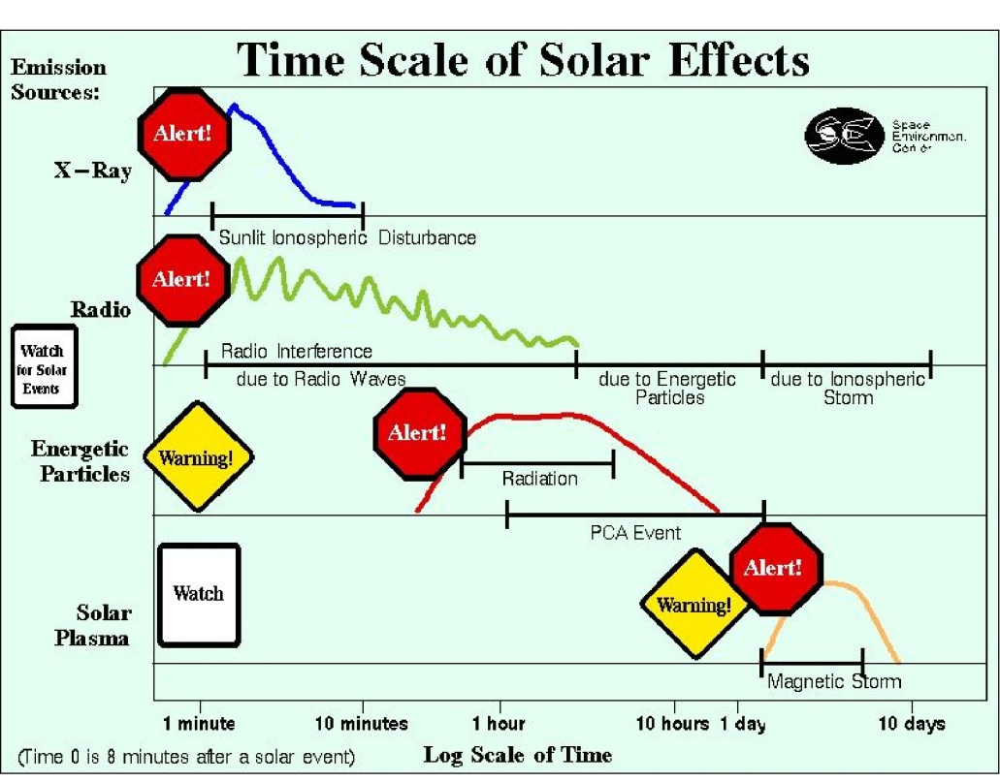 Time Scale of Solar Effects
Emission
Sources:
Alert!
Space
Environment
Center
X-Ray
Sunlit Ionospheric Disturbance
Alert!
Radio
Watch
for Solar
Events
Radio Interference
due to Radio Waves
due to Energetic
Particles
due to Ionospheric
Storm
Alert!
Energetic
Particles
Warning!
Radiation
PCA Event
Alert!
Watch
Warning!
Solar
Plasma
Magnetic Storm
1 minute 10 minutes 1 hour 10 hours 1 day 10 days
(Time 0 is 8 minutes after a solar event) Log Scale of Time